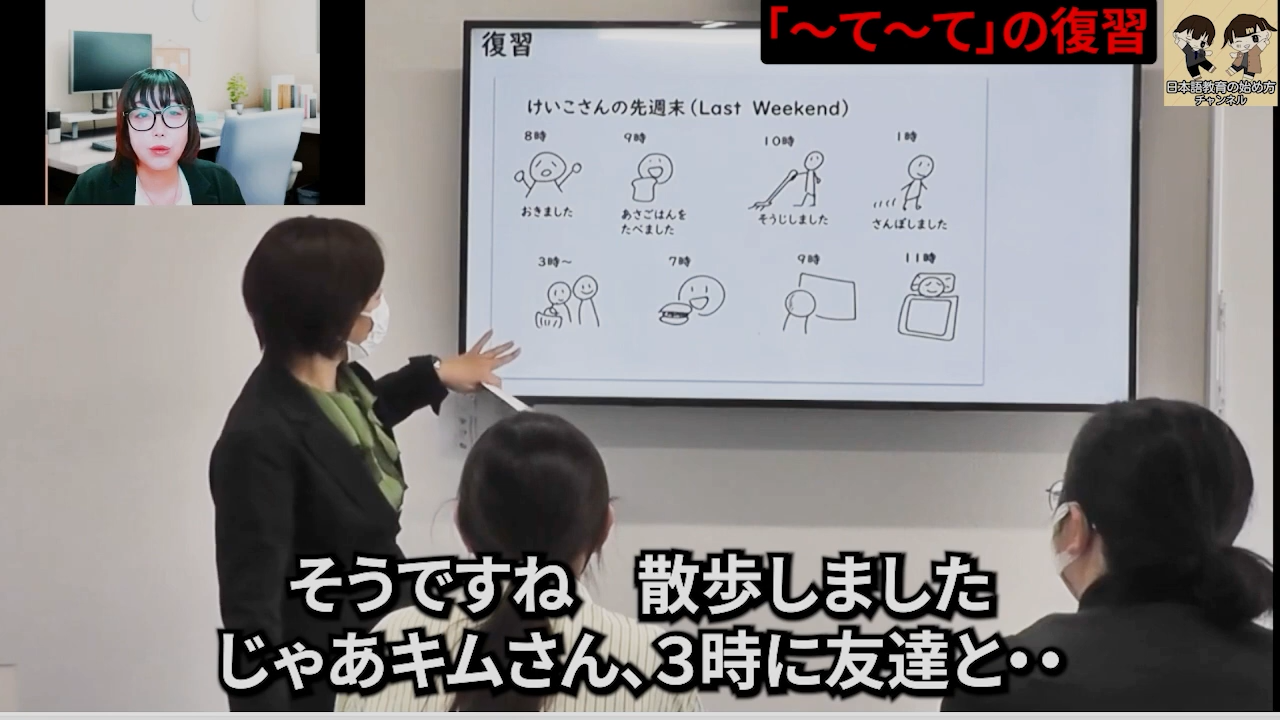 「～て～て」の復習
日本語教育の始め方
チャンネル
復習
けいこさんの先週末(Last Weekend)
8時 9時 10時 1時
おきました あさごはんを
たべました そうじしました さんぽしました
3時～ 7時 9時 11時
そうですね 散歩しました
じゃあキムさん、3時に友達と・・